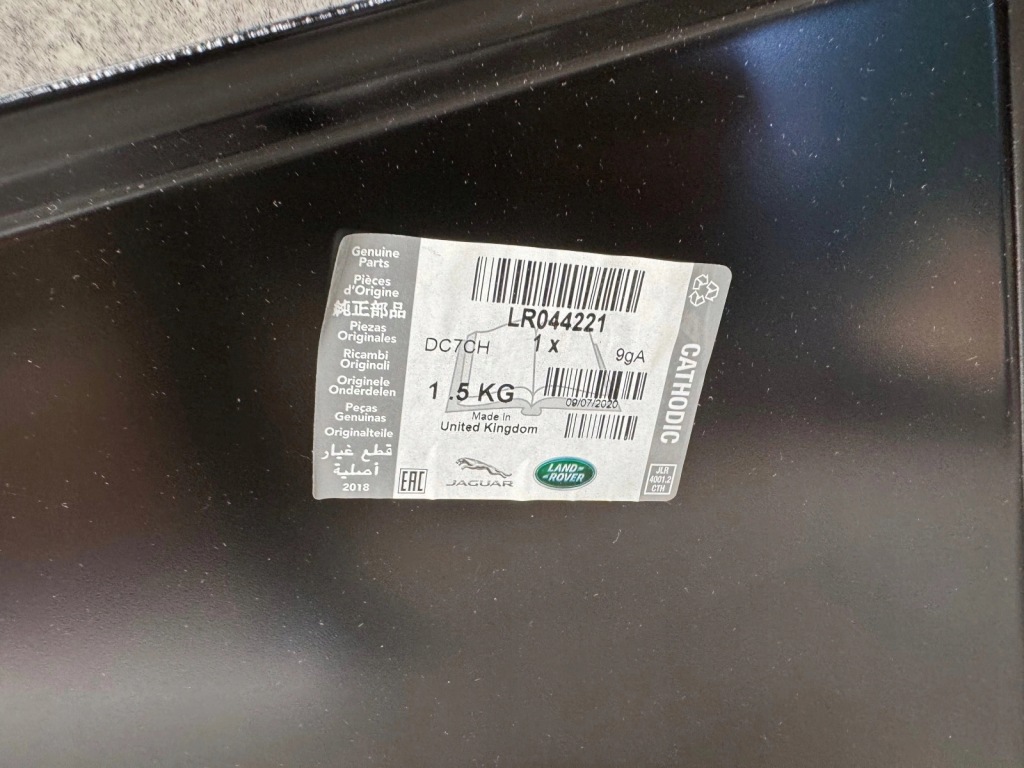 Genuine
Parts
Pièces
d'Origine
純正部品
Piezas
Originales
Ricambi
Originali
Originele
Onderdelen
Peças
Genuinas
Originalteile
قطع غيار
أصلية
2018
LR044221
DC7CH
1 x
9gA
1.5 KG
09/07/2020
Made In
United Kingdom
EAC
JAGUAR
LAND
ROVER
CATHODIC
JLR
4001.2
CTH